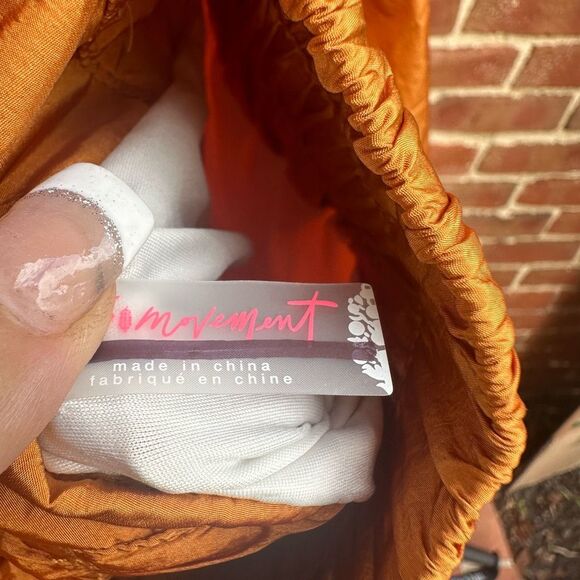 movement
made in china
fabriqué en chine